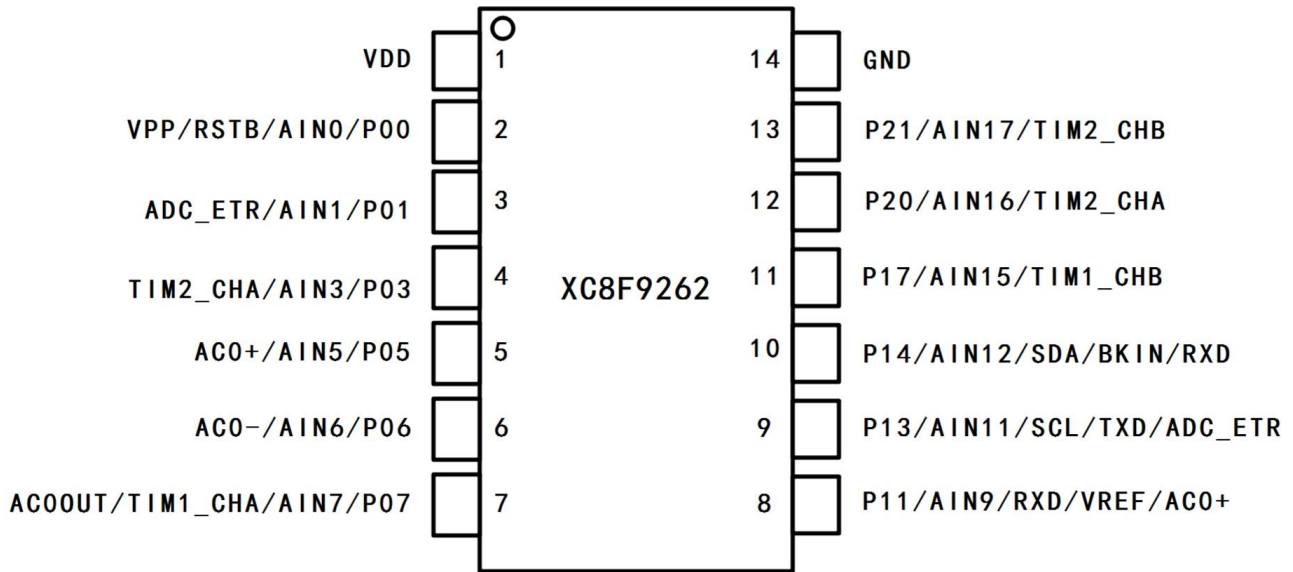 VDD 1 14 GND
VPP/RSTB/AIN0/P00 2 13 P21/AIN17/TIM2_CHB
ADC_ETR/AIN1/P01 3 12 P20/AIN16/TIM2_CHA
TIM2_CHA/AIN3/P03 4 XC8F9262 11 P17/AIN15/TIM1_CHB
AC0+/AIN5/P05 5 10 P14/AIN12/SDA/BKIN/RXD
AC0-/AIN6/P06 6 9 P13/AIN11/SCL/TXD/ADC_ETR
AC0OUT/TIM1_CHA/AIN7/P07 7 8 P11/AIN9/RXD/VREF/AC0+